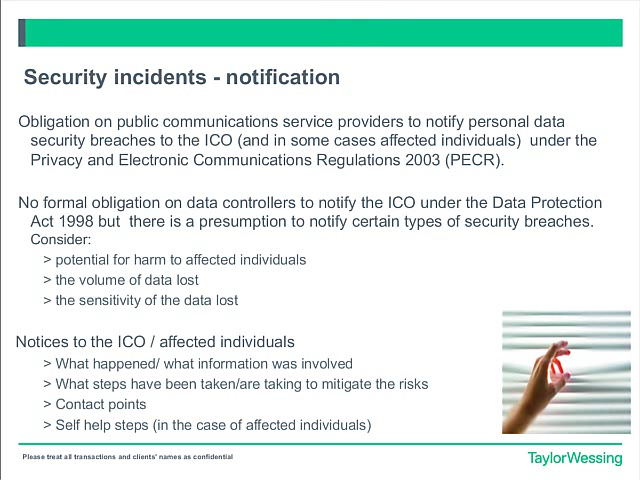 Security incidents - notification
Obligation on public communications service providers to notify personal data
security breaches to the ICO (and in some cases affected individuals)  under the
Privacy and Electronic Communications Regulations 2003 (PECR).
No formal obligation on data controllers to notify the ICO under the Data Protection
Act 1998 but  there is a presumption to notify certain types of security breaches.
Consider:
> potential for harm to affected individuals
> the volume of data lost
> the sensitivity of the data lost
Notices to the ICO / affected individuals
> What happened/ what information was involved
> What steps have been taken/are taking to mitigate the risks
> Contact points
> Self help steps (in the case of affected individuals)
Please treat all transactions and clients' names as confidential
TaylorWessing